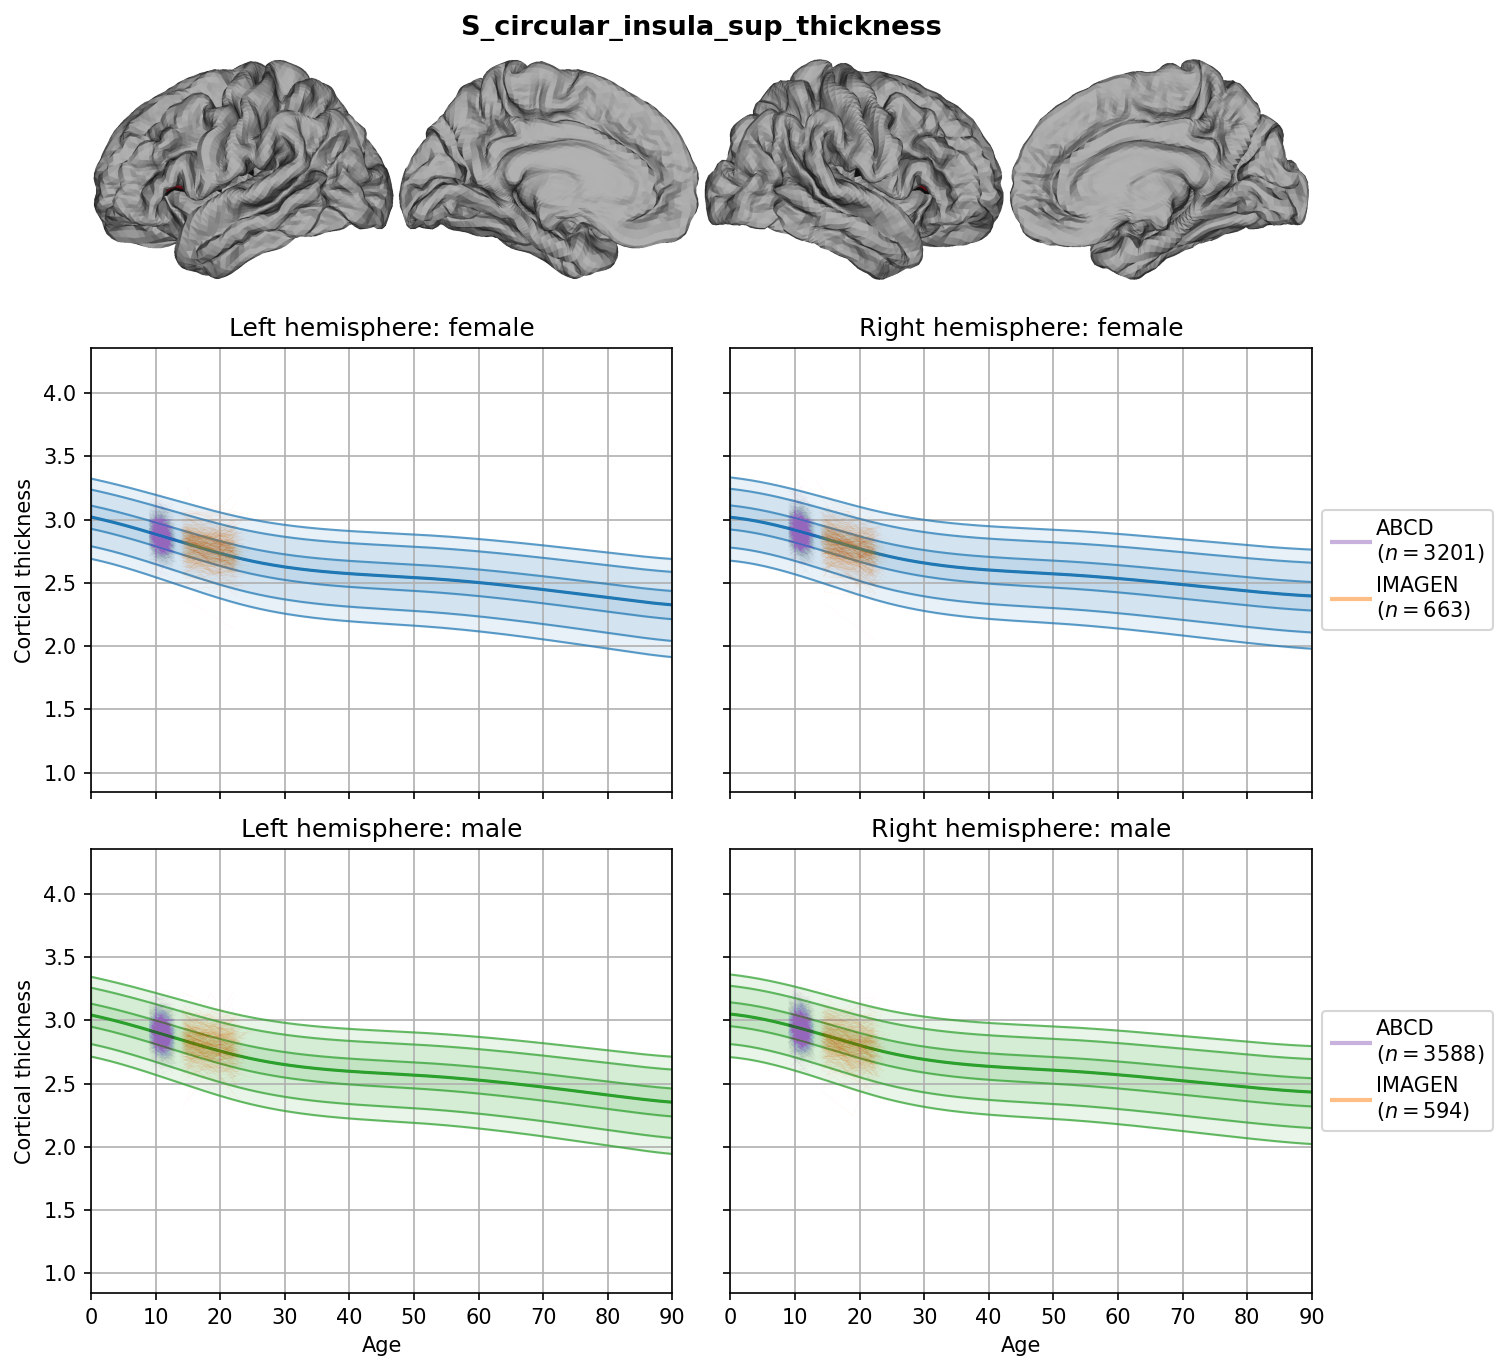 S_circular_insula_sup_thickness
Left hemisphere: female
Right hemisphere: female
Cortical thickness
4.0
3.5
3.0
2.5
2.0
1.5
1.0
ABCD
(n = 3201)
IMAGEN
(n = 663)
Left hemisphere: male
Right hemisphere: male
Cortical thickness
4.0
3.5
3.0
2.5
2.0
1.5
1.0
ABCD
(n = 3588)
IMAGEN
(n = 594)
0 10 20 30 40 50 60 70 80 90
0 10 20 30 40 50 60 70 80 90
Age
Age